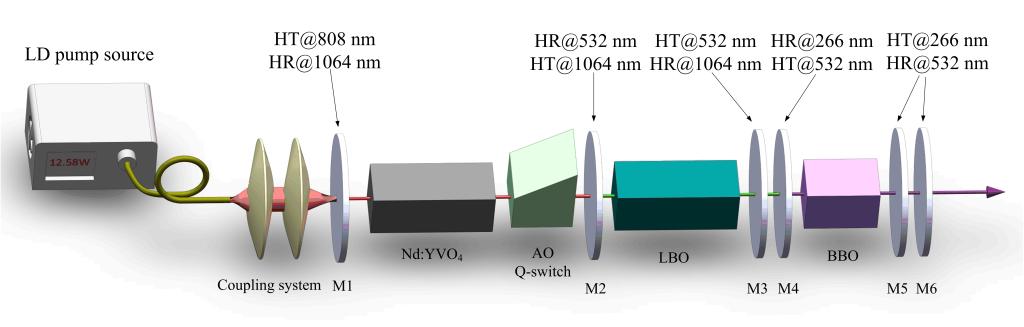 LD pump source
12.58W
HT@808 nm
HR@1064 nm
HR@532 nm
HT@1064 nm
HT@532 nm
HR@1064 nm
HR@266 nm
HT@532 nm
HT@266 nm
HR@532 nm
Coupling system
M1
Nd:YVO₄
AO
Q-switch
M2
LBO
M3
M4
BBO
M5
M6